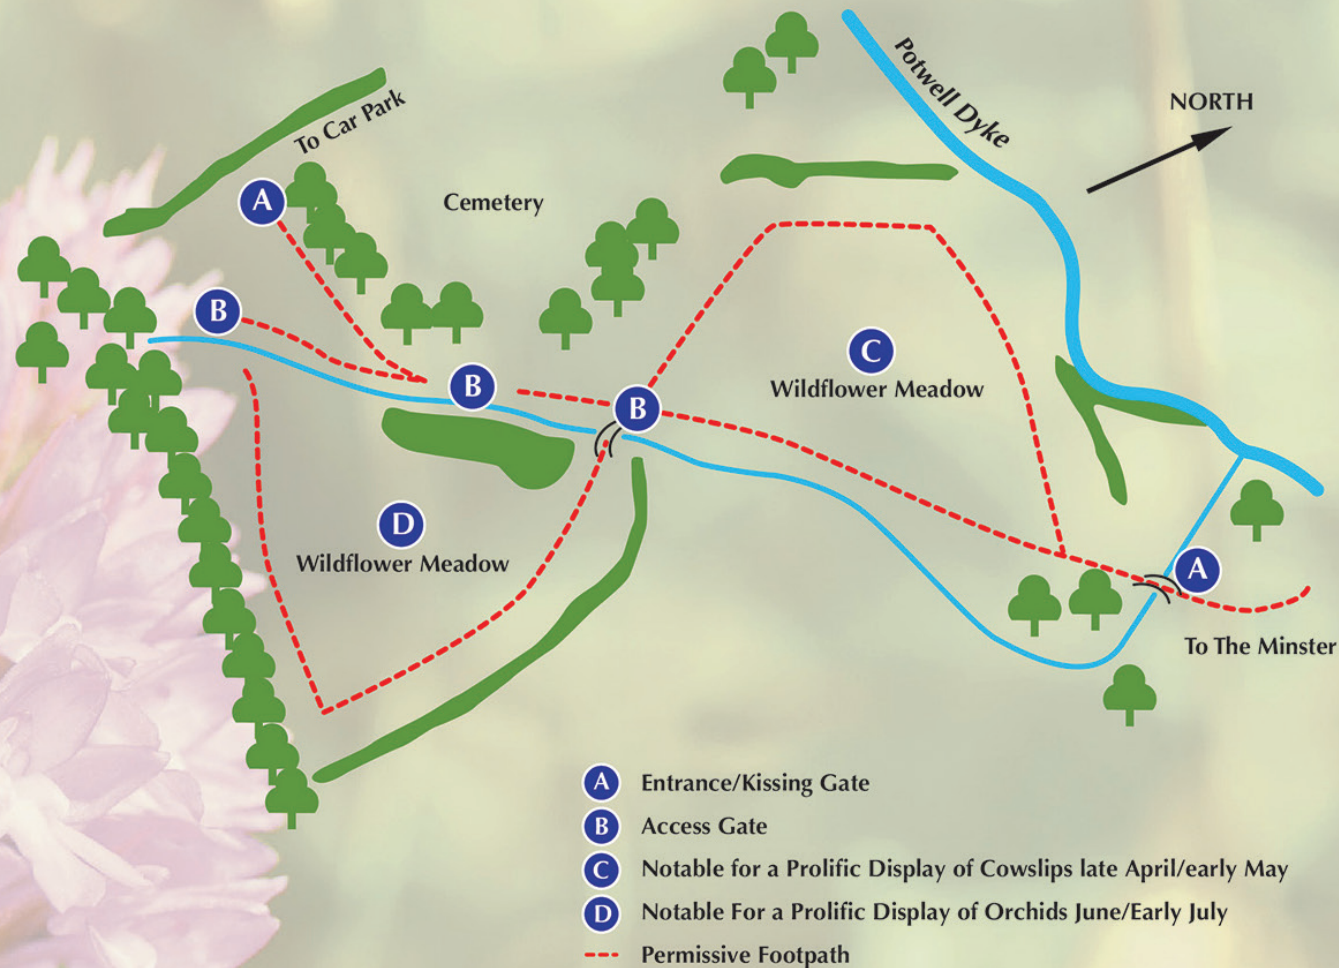 Potwell Dyke
NORTH
To Car Park
A
Cemetery
B
C
Wildflower Meadow
B
B
D
Wildflower Meadow
A
To The Minster
A Entrance/Kissing Gate
B Access Gate
C Notable for a Prolific Display of Cowslips late April/early May
D Notable For a Prolific Display of Orchids June/Early July
Permissive Footpath